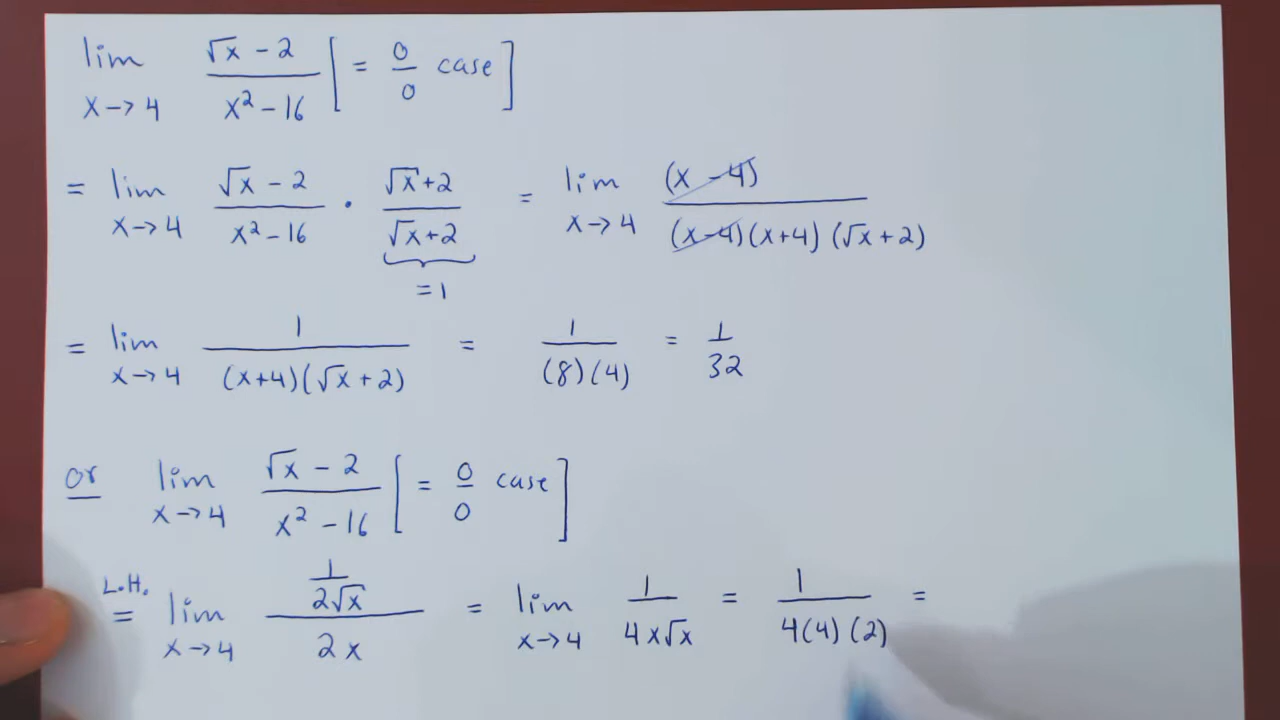 lim x→4 (√x − 2)/(x² − 16) [ = 0/0 case ]
= lim x→4 (√x − 2)/(x² − 16) · (√x + 2)/(√x + 2) = lim x→4 (x − 4)/((x − 4)(x + 4)(√x + 2))
= 1
= lim x→4 1/((x + 4)(√x + 2)) = 1/((8)(4)) = 1/32
or lim x→4 (√x − 2)/(x² − 16) [ = 0/0 case ]
L.H. = lim x→4 (1/(2√x))/(2x) = lim x→4 1/(4x√x) = 1/(4(4)(2)) =